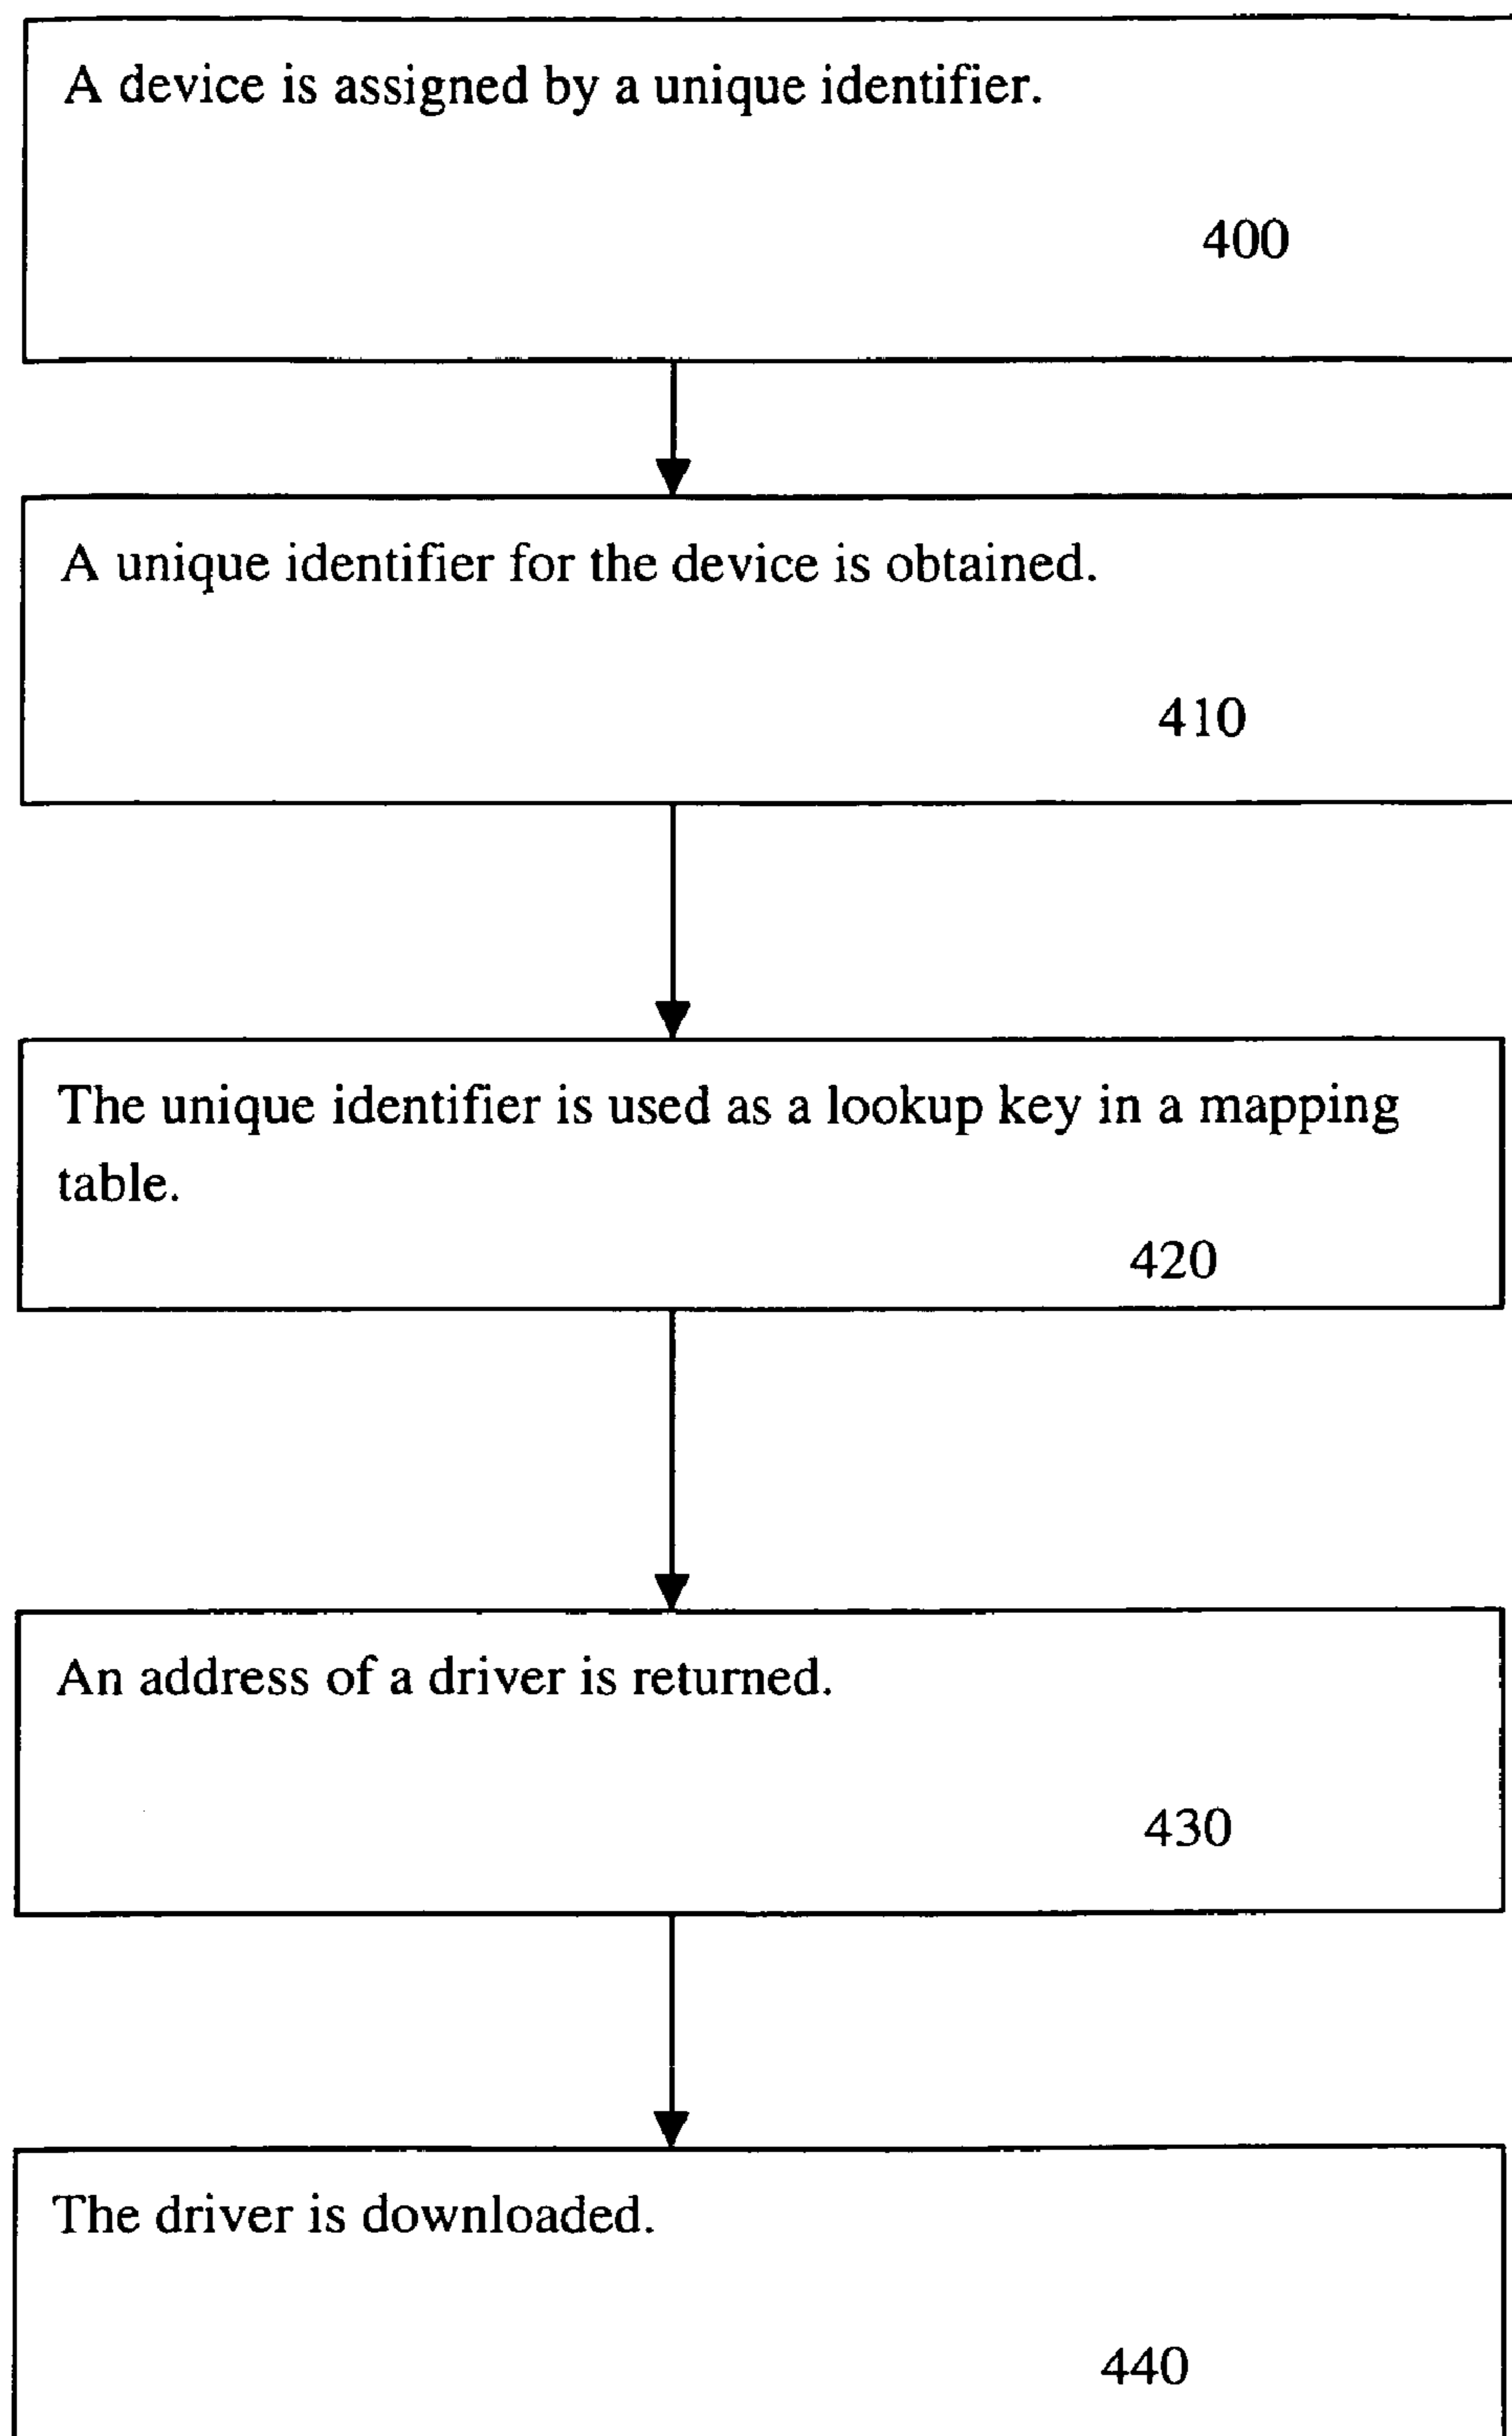 A device is assigned by a unique identifier.
400
A unique identifier for the device is obtained.
410
The unique identifier is used as a lookup key in a mapping
table.
420
An address of a driver is returned.
430
The driver is downloaded.
440